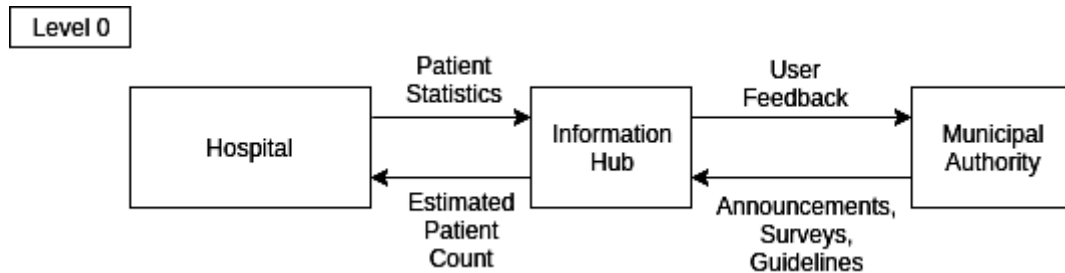 Level 0
Patient
Statistics
User
Feedback
Hospital
Information
Hub
Municipal
Authority
Estimated
Patient
Count
Announcements,
Surveys,
Guidelines